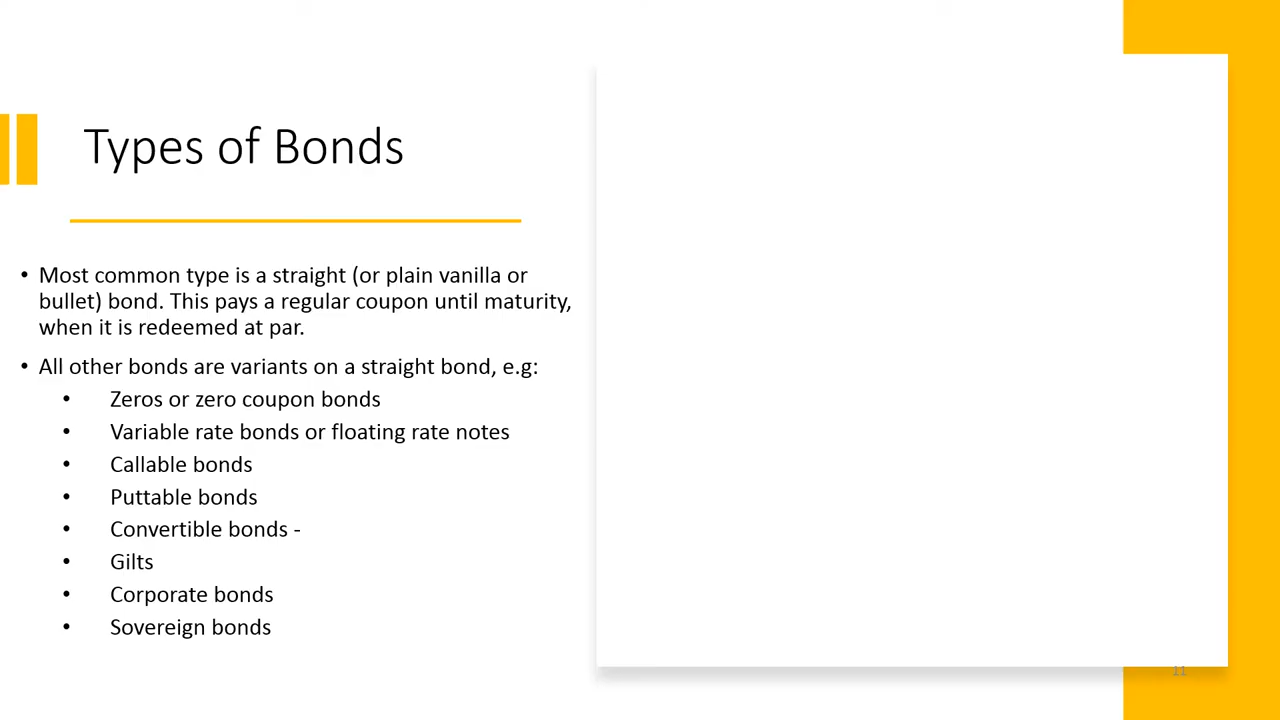 Types of Bonds
• Most common type is a straight (or plain vanilla or
bullet) bond. This pays a regular coupon until maturity,
when it is redeemed at par.
• All other bonds are variants on a straight bond, e.g:
• Zeros or zero coupon bonds
• Variable rate bonds or floating rate notes
• Callable bonds
• Puttable bonds
• Convertible bonds -
• Gilts
• Corporate bonds
• Sovereign bonds
11